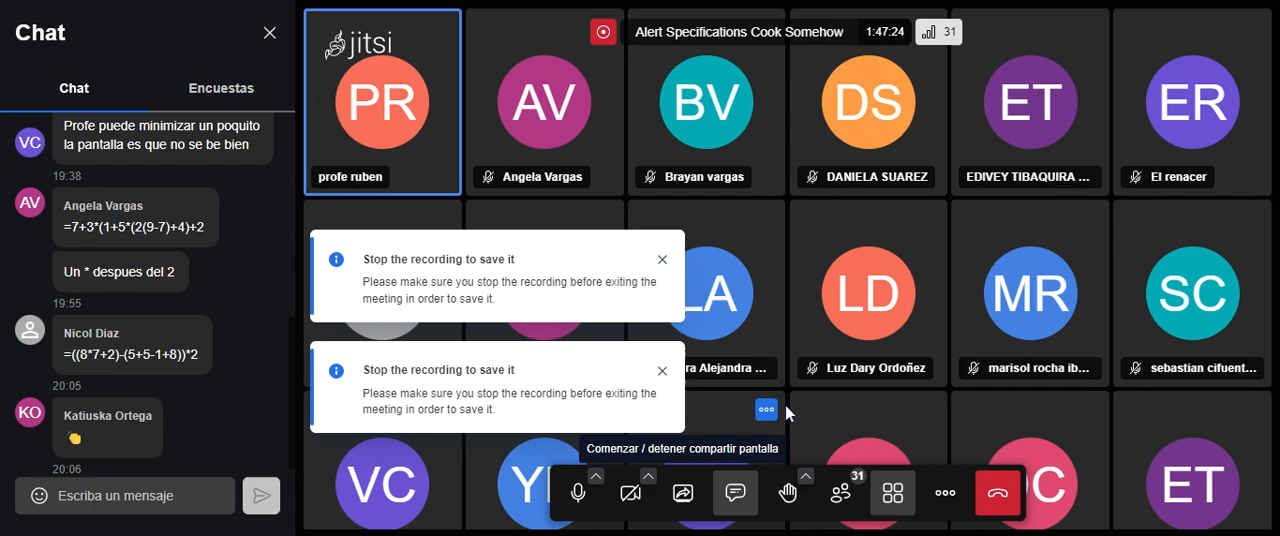 Chat
Chat
Encuestas
VC
Profe puede minimizar un poquito
la pantalla es que no se be bien
19:38
AV
Angela Vargas
=7+3*(1+5*(2(9-7)+4)+2
Un * despues del 2
19:55
Nicol Diaz
=((8*7+2)-(5+5-1+8))*2
20:05
KO
Katiuska Ortega
20:06
Escriba un mensaje
jitsi
Alert Specifications Cook Somehow
1:47:24
31
PR
profe ruben
AV
Angela Vargas
BV
Brayan vargas
DS
DANIELA SUAREZ
ET
EDIVEY TIBAQUIRA ...
ER
El renacer
Stop the recording to save it
Please make sure you stop the recording before exiting the
meeting in order to save it.
Stop the recording to save it
Please make sure you stop the recording before exiting the
meeting in order to save it.
LA
ra Alejandra ...
LD
Luz Dary Ordoñez
MR
marisol rocha ib...
SC
sebastian cifuent...
Comenzar / detener compartir pantalla
VC
ET
31